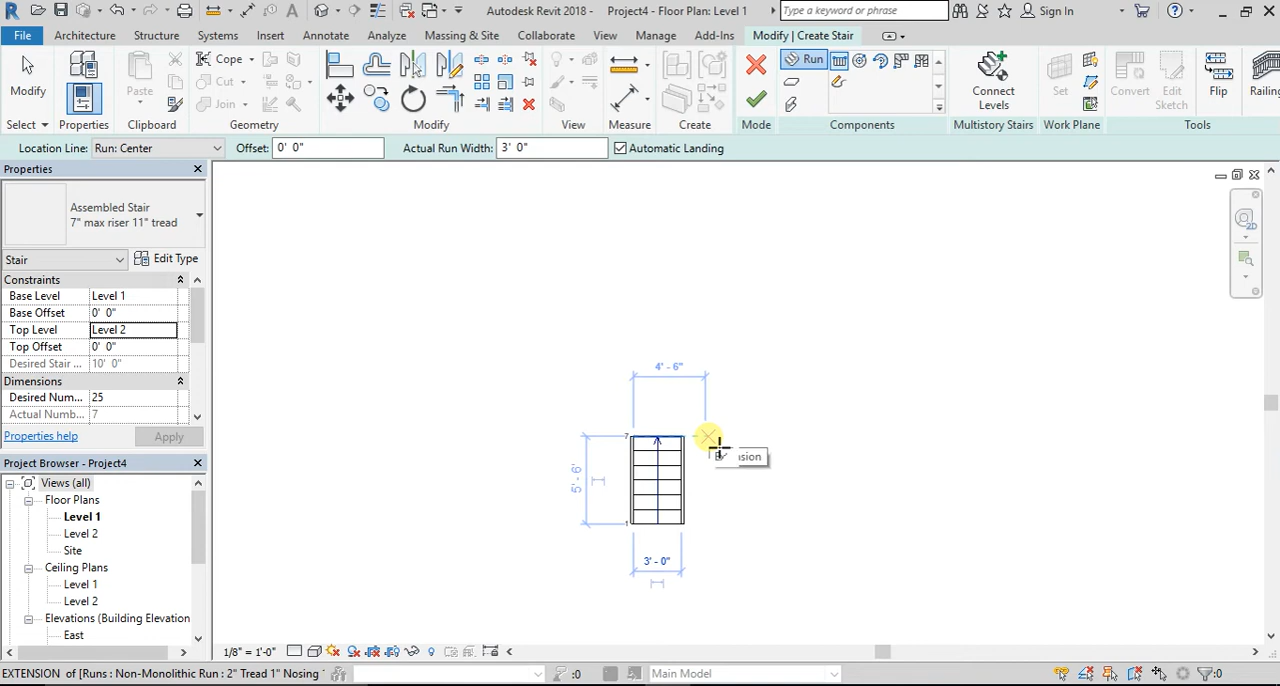 Autodesk Revit 2018 - Project4 - Floor Plan: Level 1
Type a keyword or phrase
Sign In
File Architecture Structure Systems Insert Annotate Analyze Massing & Site Collaborate View Manage Add-Ins Modify | Create Stair
Modify
Paste
Cope
Cut
Join
Run
Connect
Levels
Set
Convert
Edit
Sketch
Flip
Railing
Select Properties Clipboard Geometry Modify View Measure Create Mode Components Multistory Stairs Work Plane Tools
Location Line: Run: Center Offset: 0' 0" Actual Run Width: 3' 0" Automatic Landing
Properties
Assembled Stair
7" max riser 11" tread
Stair Edit Type
Constraints
Base Level Level 1
Base Offset 0' 0"
Top Level Level 2
Top Offset 0' 0"
Desired Stair ... 10' 0"
Dimensions
Desired Num... 25
Actual Numb... 7
Properties help Apply
Project Browser - Project4
Views (all)
Floor Plans
Level 1
Level 2
Site
Ceiling Plans
Level 1
Level 2
Elevations (Building Elevation
East
4' - 6"
7
5' - 6"
1
3' - 0"
1/8" = 1'-0"
EXTENSION of [Runs : Non-Monolithic Run : 2" Tread 1" Nosing
:0
Main Model
:0